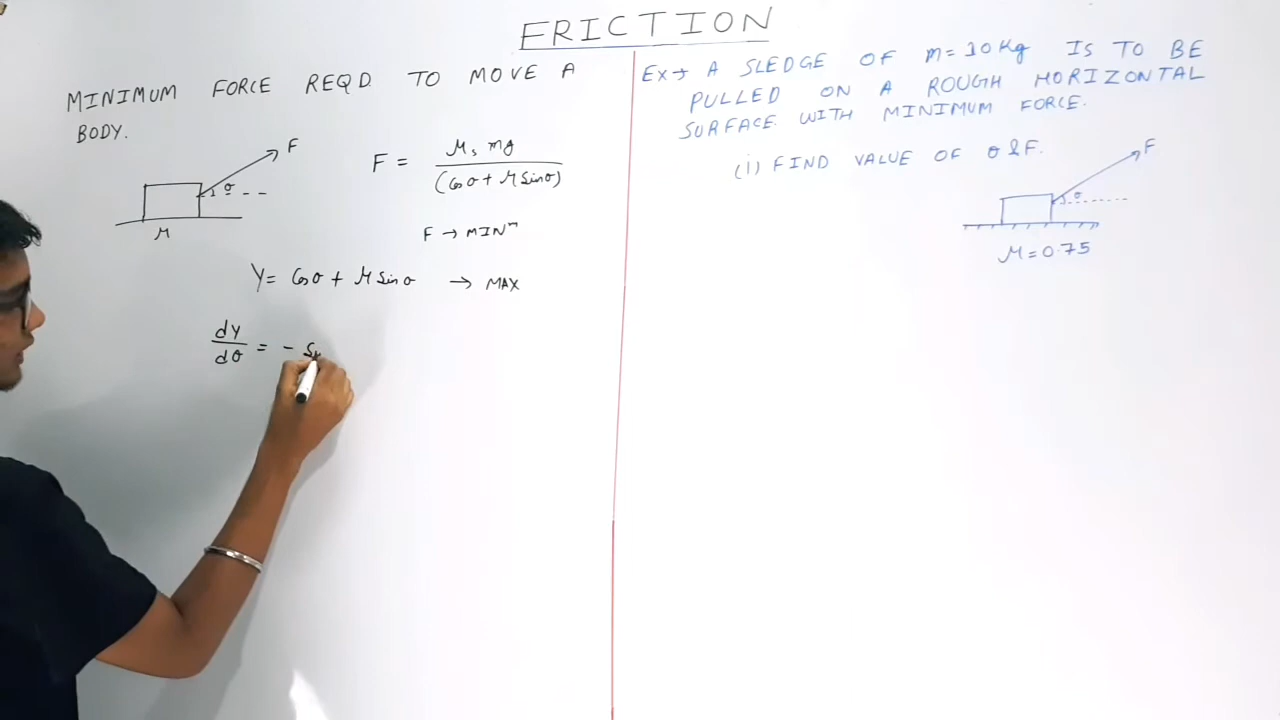 FRICTION
MINIMUM FORCE REQD TO MOVE A
BODY.
F
θ
μ
F = μs mg / (Cosθ + μ Sinθ)
F → MINᵐ
Y = Cosθ + μ Sinθ → MAX
dY/dθ = - S
EX→ A SLEDGE OF m = 10 Kg IS TO BE
PULLED ON A ROUGH HORIZONTAL
SURFACE WITH MINIMUM FORCE.
(i) FIND VALUE OF θ & F.
F
θ
μ = 0.75